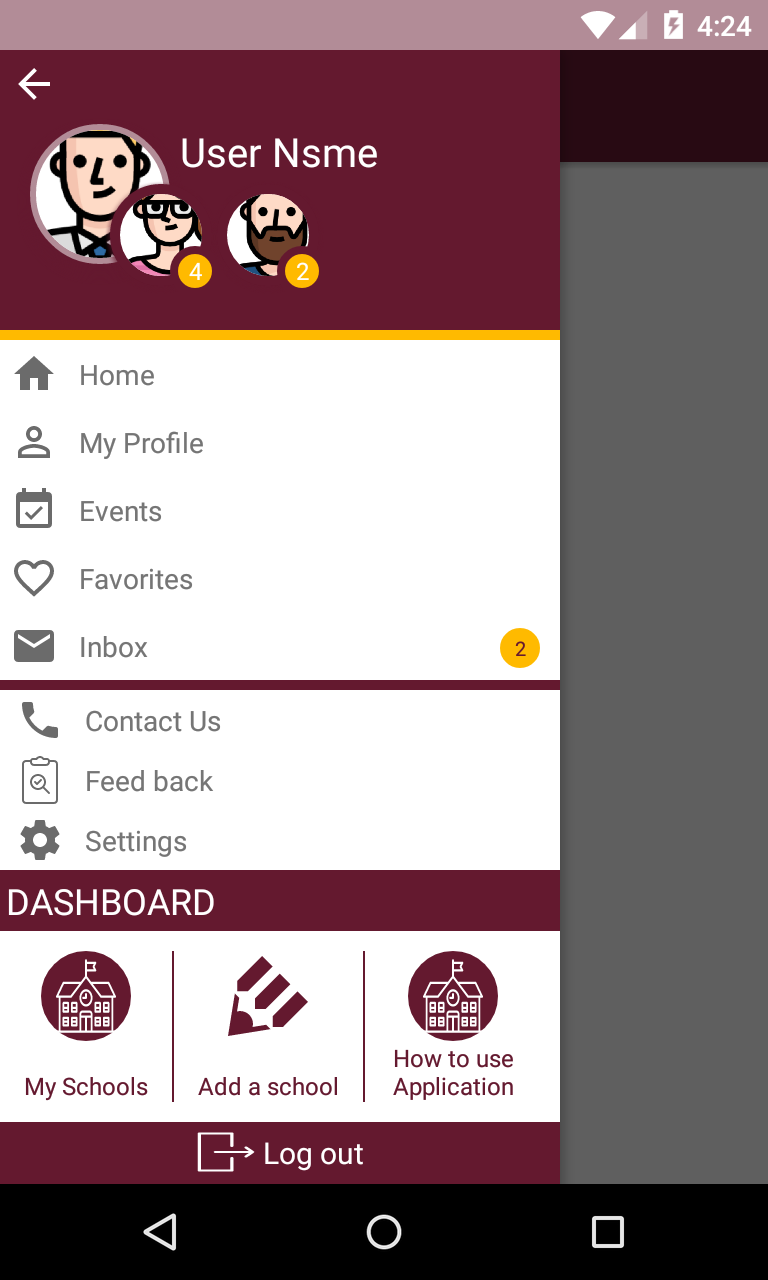 4:24
User Nsme
4
2
Home
My Profile
Events
Favorites
Inbox
2
Contact Us
Feed back
Settings
DASHBOARD
My Schools
Add a school
How to use
Application
Log out